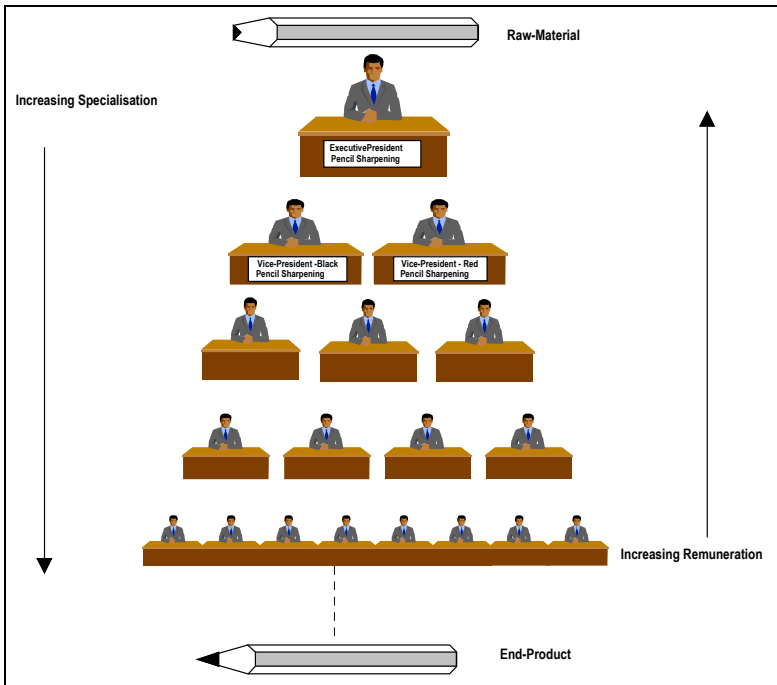 Raw-Material
Increasing Specialisation
ExecutivePresident
Pencil Sharpening
Vice-President -Black
Pencil Sharpening
Vice-President - Red
Pencil Sharpening
Increasing Remuneration
End-Product